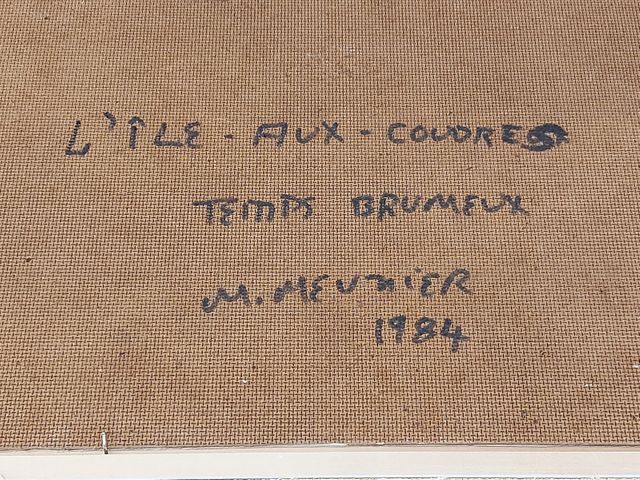 L'ÎLE-AUX-COUDRES
TEMPS BRUMEUX
M. MEUNIER
1984